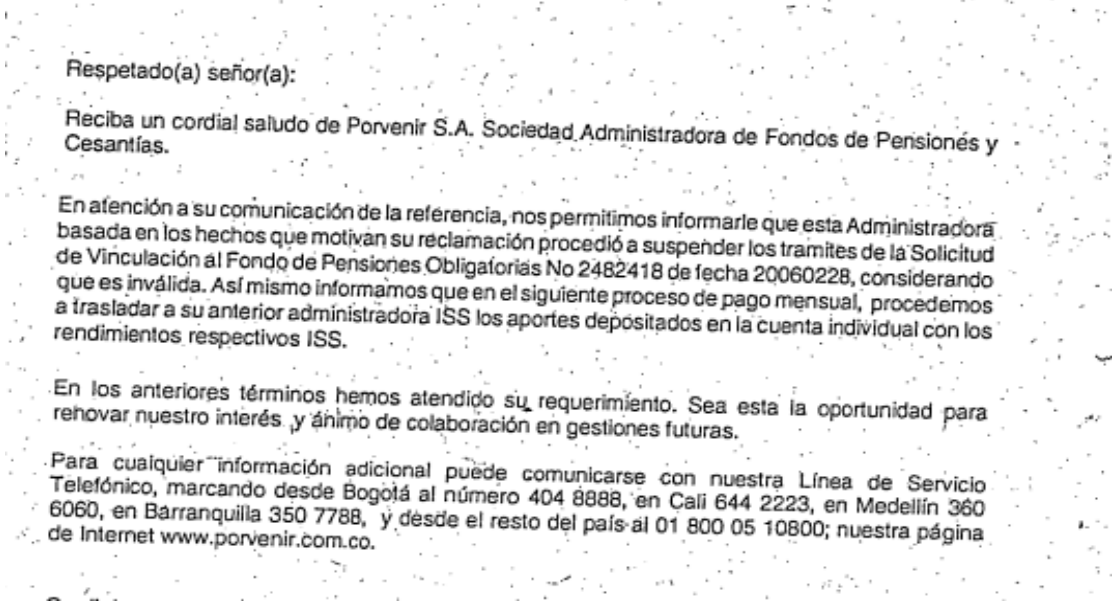 Respetado(a) señor(a):
Reciba un cordial saludo de Porvenir S.A. Sociedad Administradora de Fondos de Pensiones y
Cesantías.
En atención a su comunicación de la referencia, nos permitimos informarle que esta Administradora
basada en los hechos que motivan su reclamación procedió a suspender los tramites de la Solicitud
de Vinculación al Fondo de Pensiones Obligatorias No 2482418 de fecha 20060228, considerando
que es inválida. Así mismo informamos que en el siguiente proceso de pago mensual, procedemos
a trasladar a su anterior administradora ISS los aportes depositados en la cuenta individual con los
rendimientos respectivos ISS.
En los anteriores términos hemos atendido su requerimiento. Sea esta la oportunidad para
renovar nuestro interés y ánimo de colaboración en gestiones futuras.
Para cualquier información adicional puede comunicarse con nuestra Línea de Servicio
Telefónico, marcando desde Bogotá al número 404 8888, en Cali 644 2223, en Medellín 360
6060, en Barranquilla 350 7788, y desde el resto del país al 01 800 05 10800; nuestra página
de Internet www.porvenir.com.co.